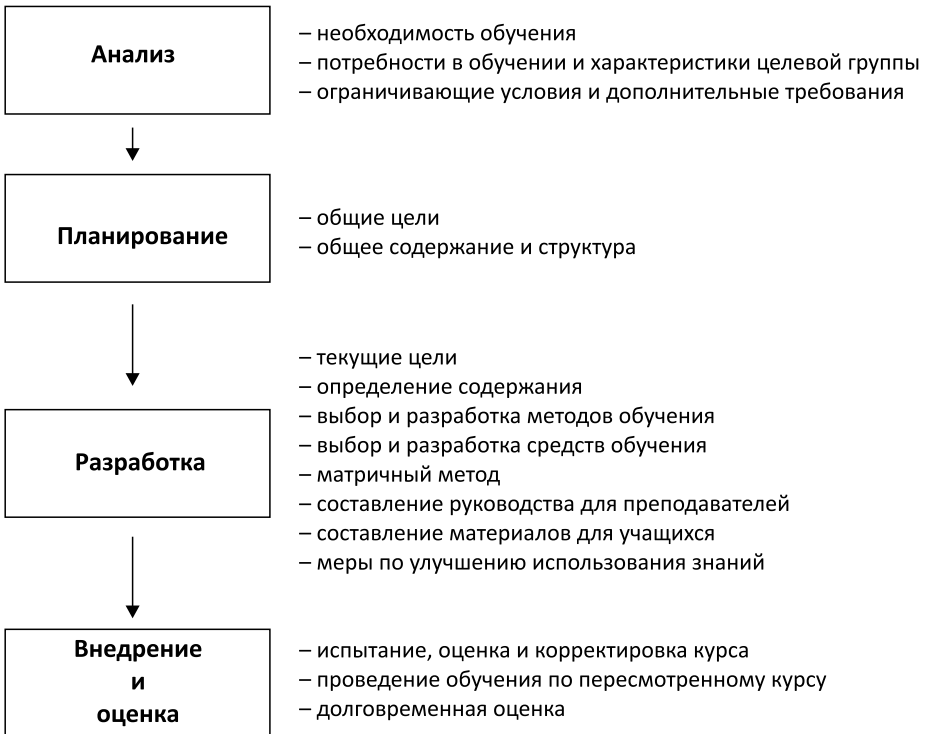 Анализ
– необходимость обучения
– потребности в обучении и характеристики целевой группы
– ограничивающие условия и дополнительные требования
Планирование
– общие цели
– общее содержание и структура
Разработка
– текущие цели
– определение содержания
– выбор и разработка методов обучения
– выбор и разработка средств обучения
– матричный метод
– составление руководства для преподавателей
– составление материалов для учащихся
– меры по улучшению использования знаний
Внедрение
и
оценка
– испытание, оценка и корректировка курса
– проведение обучения по пересмотренному курсу
– долговременная оценка